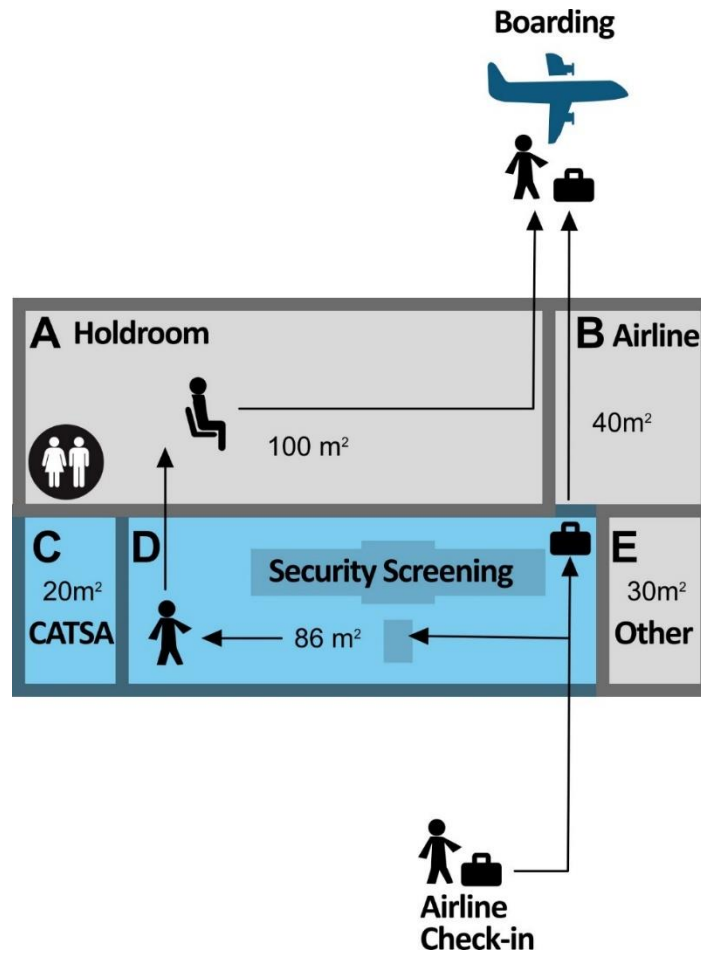 Boarding
A Holdroom
B Airline
100 m²
40m²
C
D
E
Security Screening
20m²
30m²
CATSA
86 m²
Other
Airline
Check-in